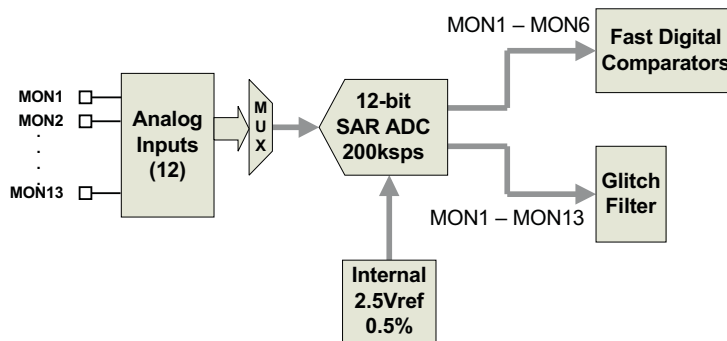 MON1 – MON6
Fast Digital
Comparators
MON1
MON2
.
.
.
.
MON13
Analog
Inputs
(12)
MUX
12-bit
SAR ADC
200ksps
MON1 – MON13
Glitch
Filter
Internal
2.5Vref
0.5%